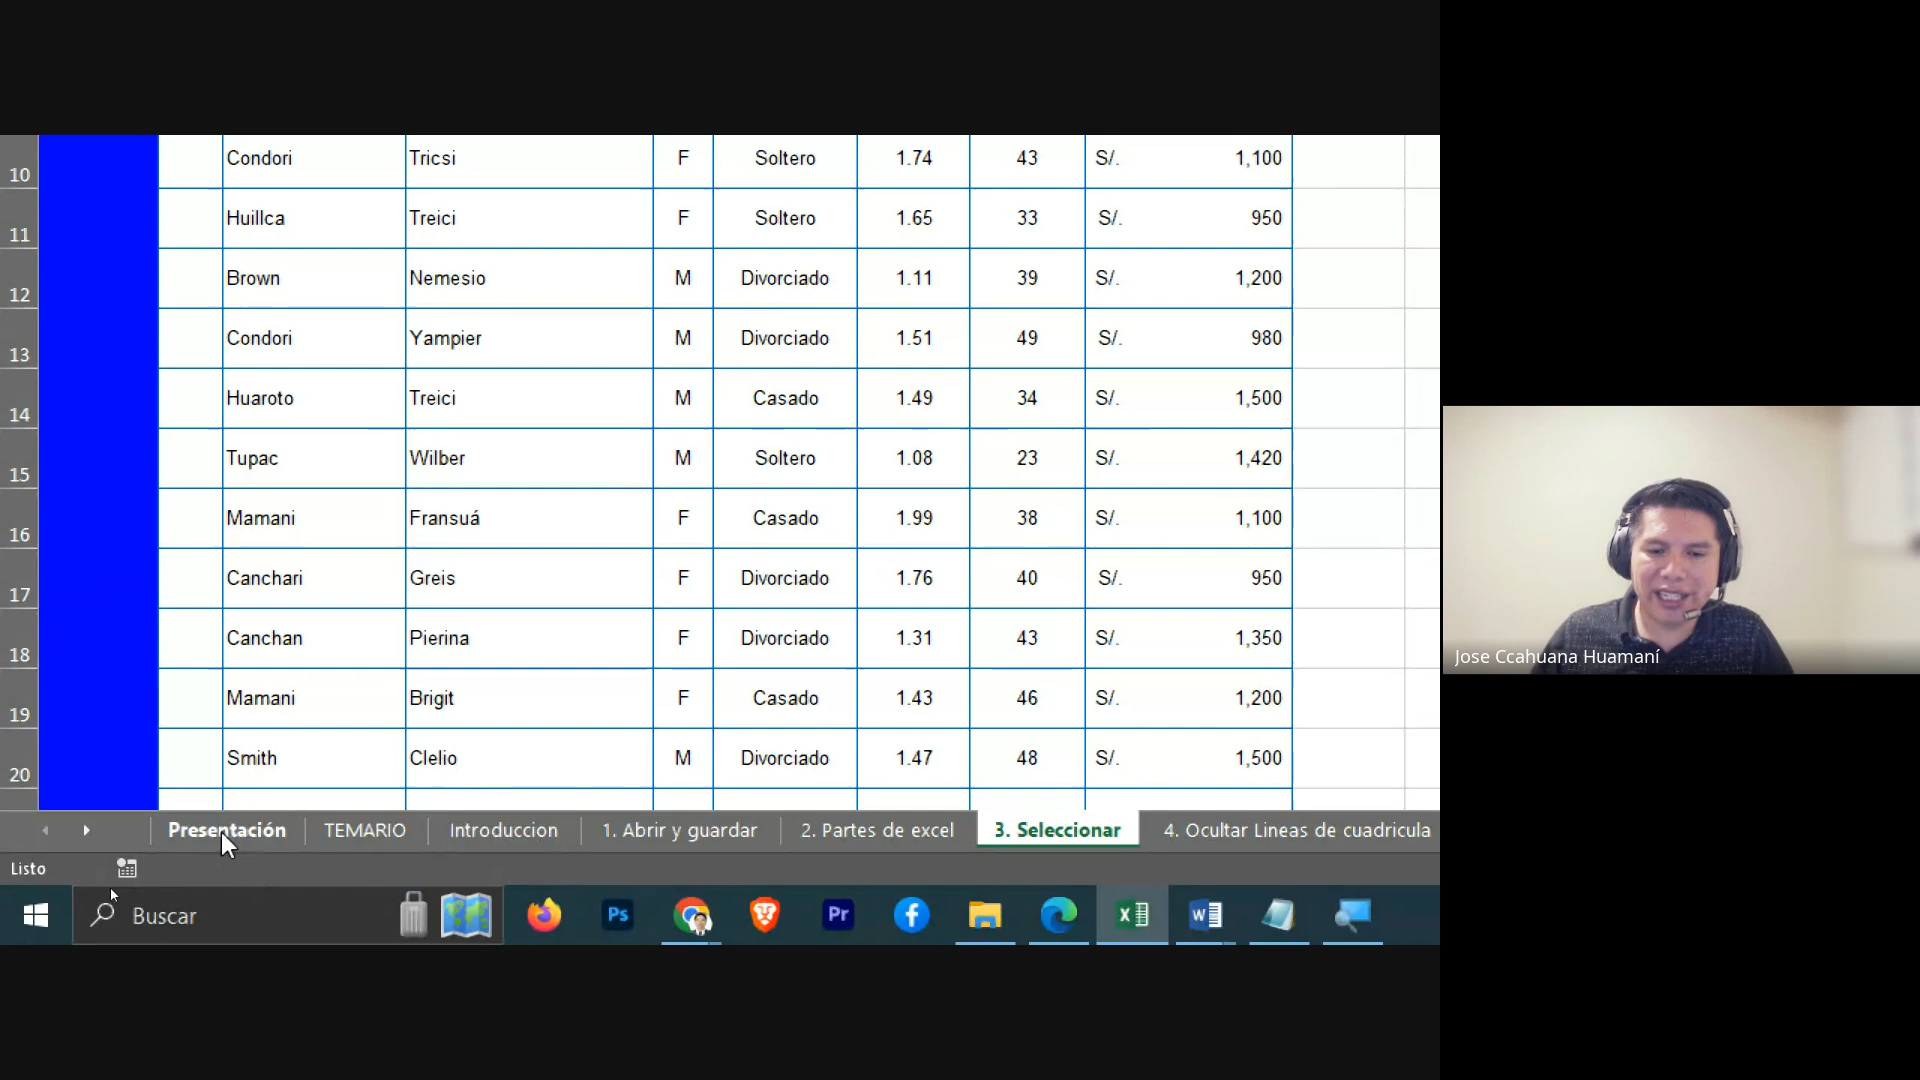 10 Condori Tricsi F Soltero 1.74 43 S/. 1,100
11 Huillca Treici F Soltero 1.65 33 S/. 950
12 Brown Nemesio M Divorciado 1.11 39 S/. 1,200
13 Condori Yampier M Divorciado 1.51 49 S/. 980
14 Huaroto Treici M Casado 1.49 34 S/. 1,500
15 Tupac Wilber M Soltero 1.08 23 S/. 1,420
16 Mamani Fransuá F Casado 1.99 38 S/. 1,100
17 Canchari Greis F Divorciado 1.76 40 S/. 950
18 Canchan Pierina F Divorciado 1.31 43 S/. 1,350
19 Mamani Brigit F Casado 1.43 46 S/. 1,200
20 Smith Clelio M Divorciado 1.47 48 S/. 1,500
Presentación TEMARIO Introduccion 1. Abrir y guardar 2. Partes de excel 3. Seleccionar 4. Ocultar Lineas de cuadricula
Listo
Buscar Ps Pr
Jose Ccahuana Huamaní